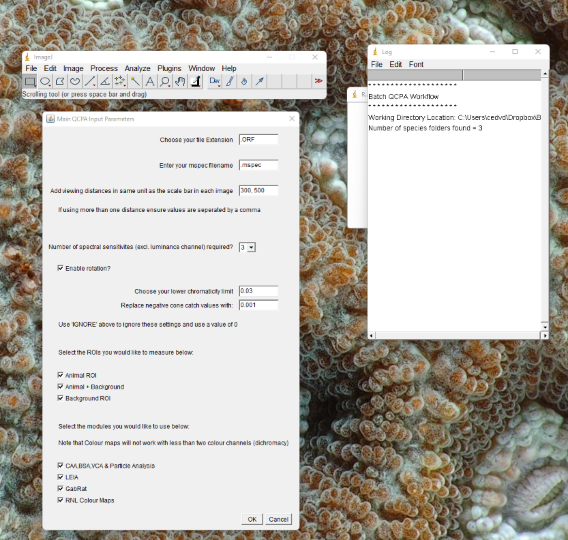 ImageJ
File Edit Image Process Analyze Plugins Window Help
Dev
Scrolling tool (or press space bar and drag)
Main QCPA Input Parameters
Choose your file Extension .ORF
Enter your mspec filename .mspec
Add viewing distances in same unit as the scale bar in each image 300, 500
If using more than one distance ensure values are seperated by a comma
Number of spectral sensitivites (excl. luminance channel) required? 3
Enable rotation?
Choose your lower chromaticity limit 0.03
Replace negative cone catch values with: 0.001
Use 'IGNORE' above to ignore these settings and use a value of 0
Select the ROIs you would like to measure below:
Animal ROI
Animal + Background
Background ROI
Select the modules you would like to use below:
Note that Colour maps will not work with less than two colour channels (dichromacy)
CAA,BSA,VCA & Particle Analysis
LEIA
GabRat
RNL Colour Maps
OK Cancel
Log
File Edit Font
* * * * * * * * * * * * * * * * * * * *
Batch QCPA Workflow
* * * * * * * * * * * * * * * * * * * *
Working Directory Location: C:\Users\cedvd\Dropbox\B
Number of species folders found = 3